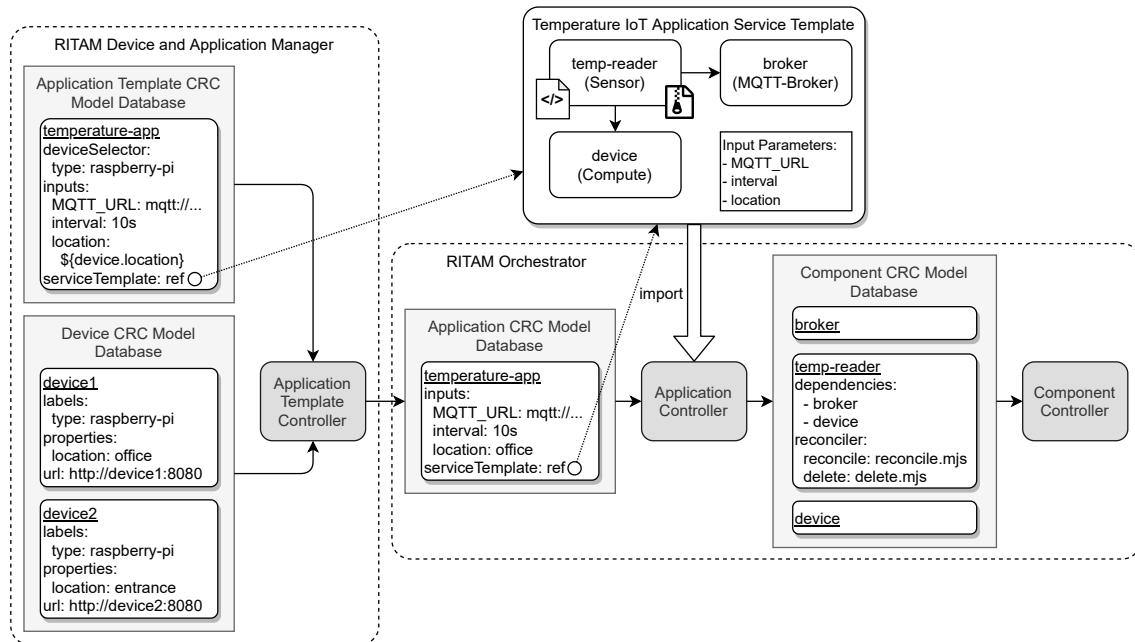 RITAM Device and Application Manager
Application Template CRC
Model Database
temperature-app
deviceSelector:
type: raspberry-pi
inputs:
MQTT_URL: mqtt://...
interval: 10s
location:
${device.location}
serviceTemplate: ref
Device CRC Model
Database
device1
labels:
type: raspberry-pi
properties:
location: office
url: http://device1:8080
device2
labels:
type: raspberry-pi
properties:
location: entrance
url: http://device2:8080
Application
Template
Controller
Temperature IoT Application Service Template
temp-reader
(Sensor)
</>
broker
(MQTT-Broker)
device
(Compute)
Input Parameters:
- MQTT_URL
- interval
- location
RITAM Orchestrator
import
Application CRC Model
Database
temperature-app
inputs:
MQTT_URL: mqtt://...
interval: 10s
location: office
serviceTemplate: ref
Application
Controller
Component CRC Model
Database
broker
temp-reader
dependencies:
- broker
- device
reconciler:
reconcile: reconcile.mjs
delete: delete.mjs
device
Component
Controller